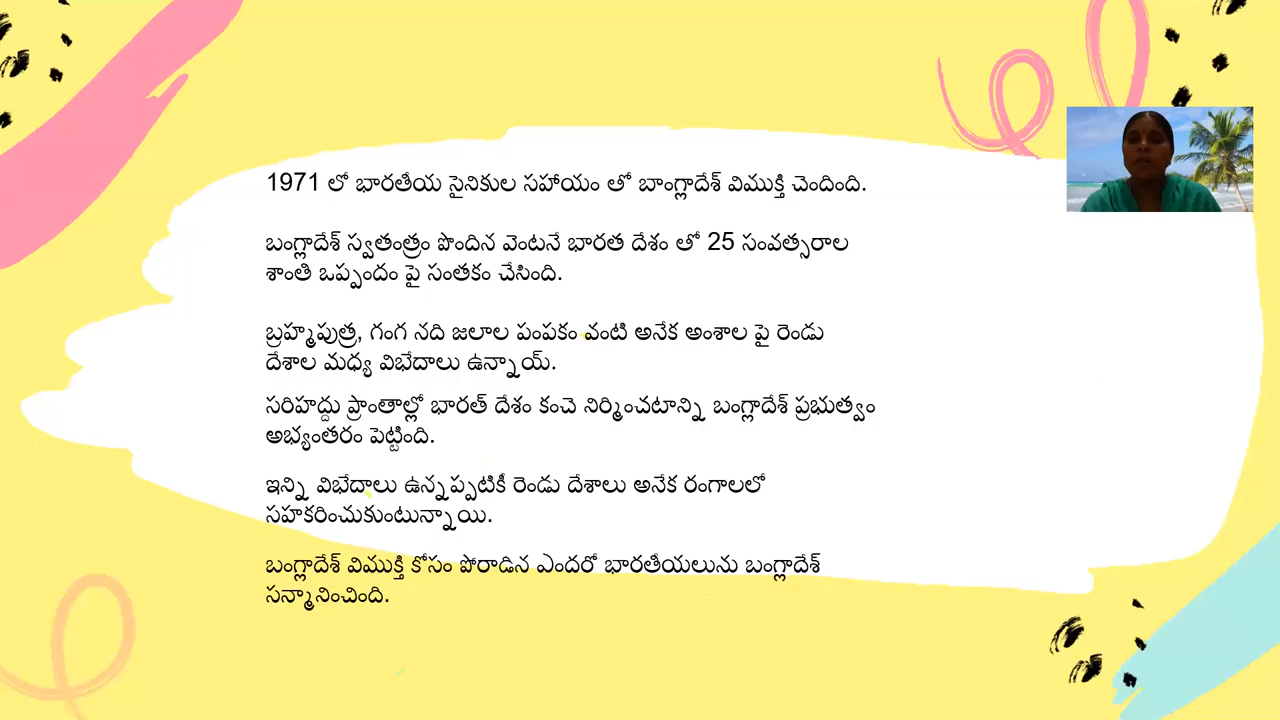 1971 లో భారతీయ సైనికుల సహాయం తో బాంగ్లాదేశ్ విముక్తి చెందింది.
బంగ్లాదేశ్ స్వతంత్రం పొందిన వెంటనే భారత దేశం తో 25 సంవత్సరాల
శాంతి ఒప్పందం పై సంతకం చేసింది.
బ్రహ్మపుత్ర, గంగ నది జలాల పంపకం వంటి అనేక అంశాల పై రెండు
దేశాల మధ్య విభేదాలు ఉన్నాయ్.
సరిహద్దు ప్రాంతాల్లో భారత్ దేశం కంచె నిర్మించటాన్ని బంగ్లాదేశ్ ప్రభుత్వం
అభ్యంతరం పెట్టింది.
ఇన్ని విభేదాలు ఉన్నప్పటికీ రెండు దేశాలు అనేక రంగాలలో
సహకరించుకుంటున్నాయి.
బంగ్లాదేశ్ విముక్తి కోసం పోరాడిన ఎందరో భారతీయలును బంగ్లాదేశ్
సన్మానించింది.